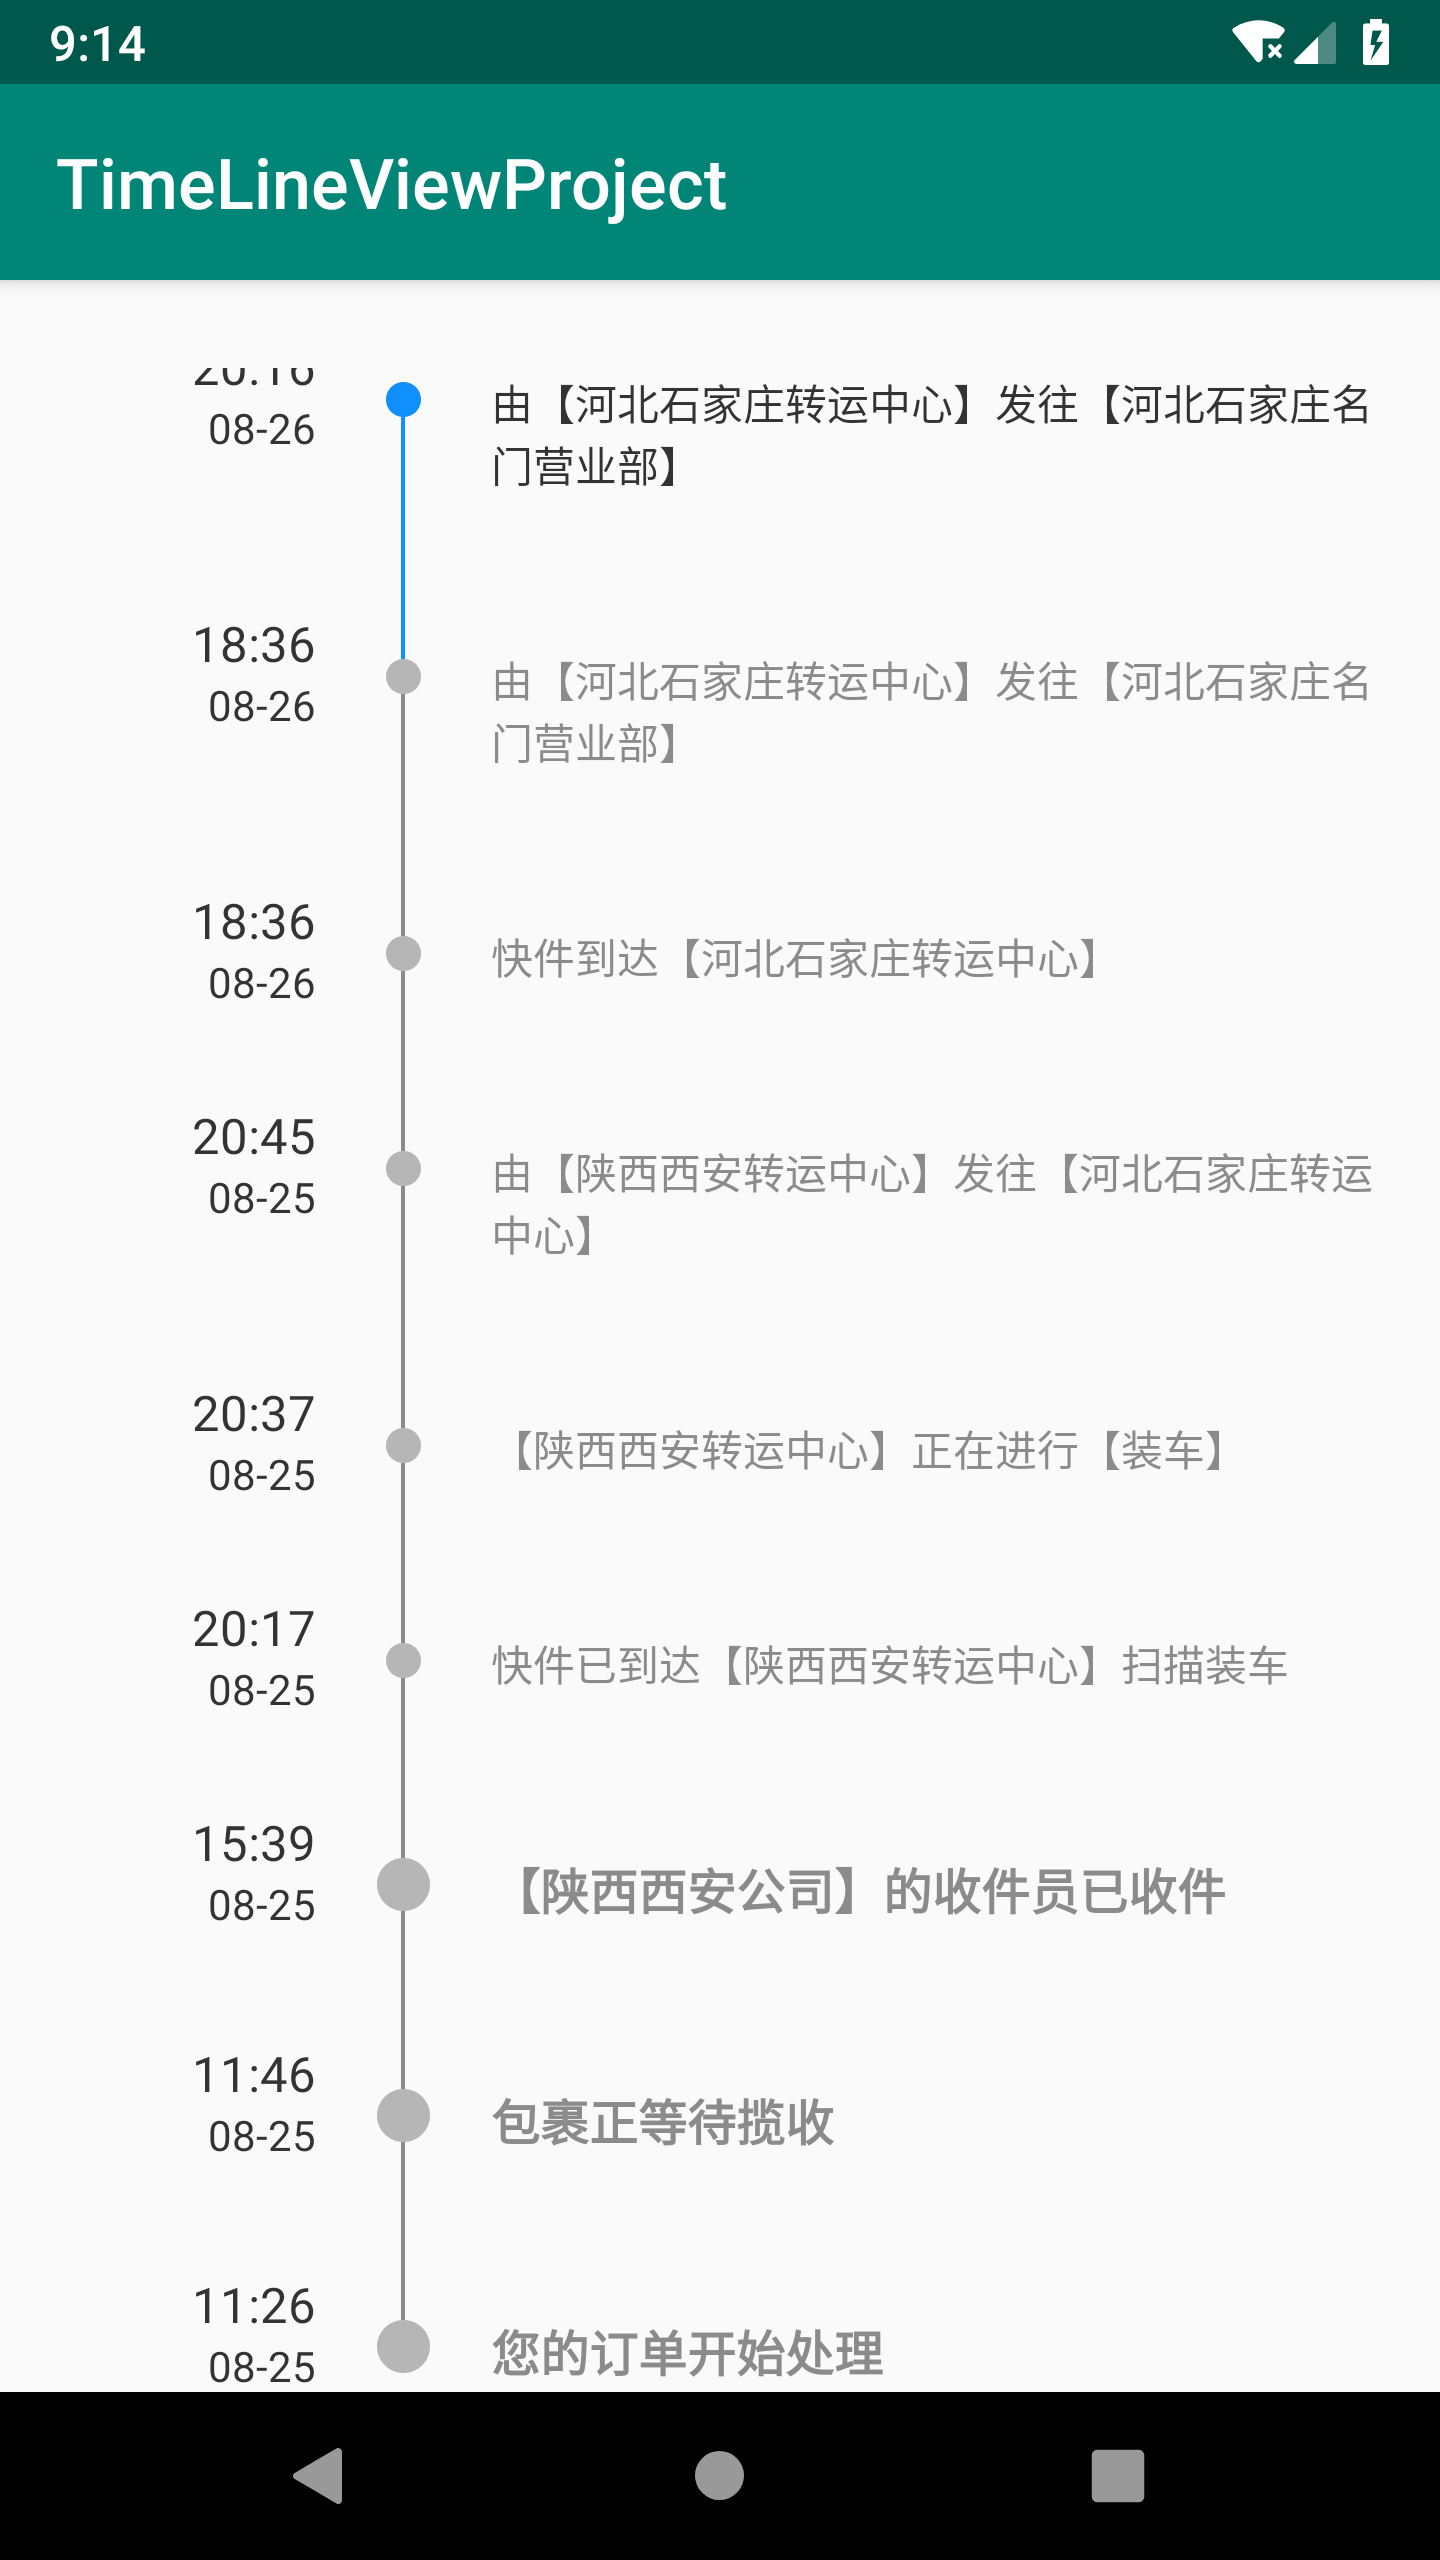 9:14
TimeLineViewProject
08-26
由【河北石家庄转运中心】发往【河北石家庄名
门营业部】
18:36
08-26
由【河北石家庄转运中心】发往【河北石家庄名
门营业部】
18:36
08-26
快件到达【河北石家庄转运中心】
20:45
08-25
由【陕西西安转运中心】发往【河北石家庄转运
中心】
20:37
08-25
【陕西西安转运中心】正在进行【装车】
20:17
08-25
快件已到达【陕西西安转运中心】扫描装车
15:39
08-25
【陕西西安公司】的收件员已收件
11:46
08-25
包裹正等待揽收
11:26
08-25
您的订单开始处理